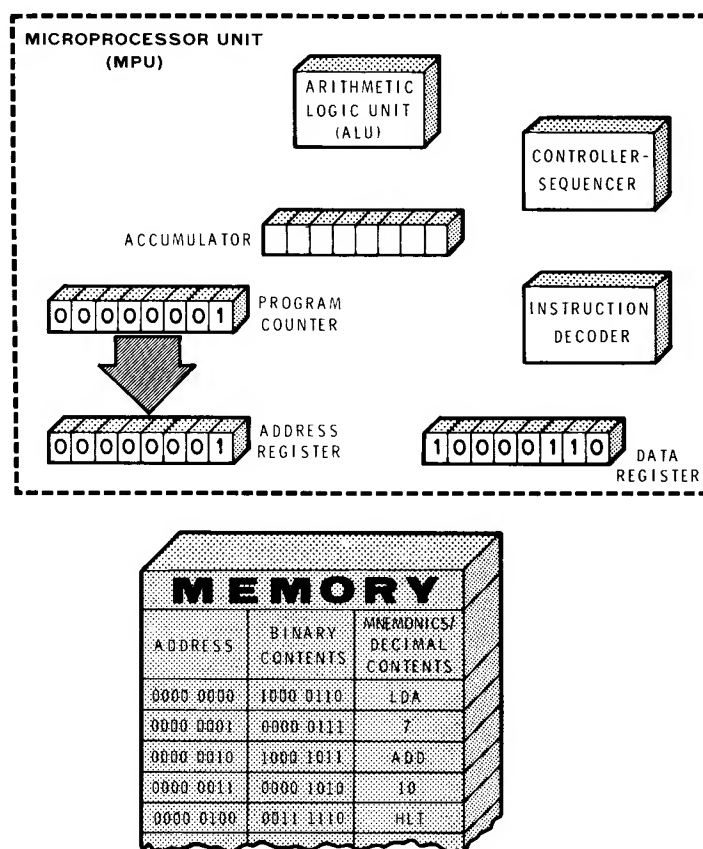 MICROPROCESSOR UNIT
(MPU)
ARITHMETIC
LOGIC UNIT
(ALU)
CONTROLLER-
SEQUENCER
ACCUMULATOR
00000001
PROGRAM
COUNTER
INSTRUCTION
DECODER
00000001
ADDRESS
REGISTER
10000110
DATA
REGISTER
MEMORY
ADDRESS BINARY CONTENTS MNEMONICS/ DECIMAL CONTENTS
0000 0000 1000 0110 LDA
0000 0001 0000 0111 7
0000 0010 1000 1011 ADD
0000 0011 0000 1010 10
0000 0100 0011 1110 HLT